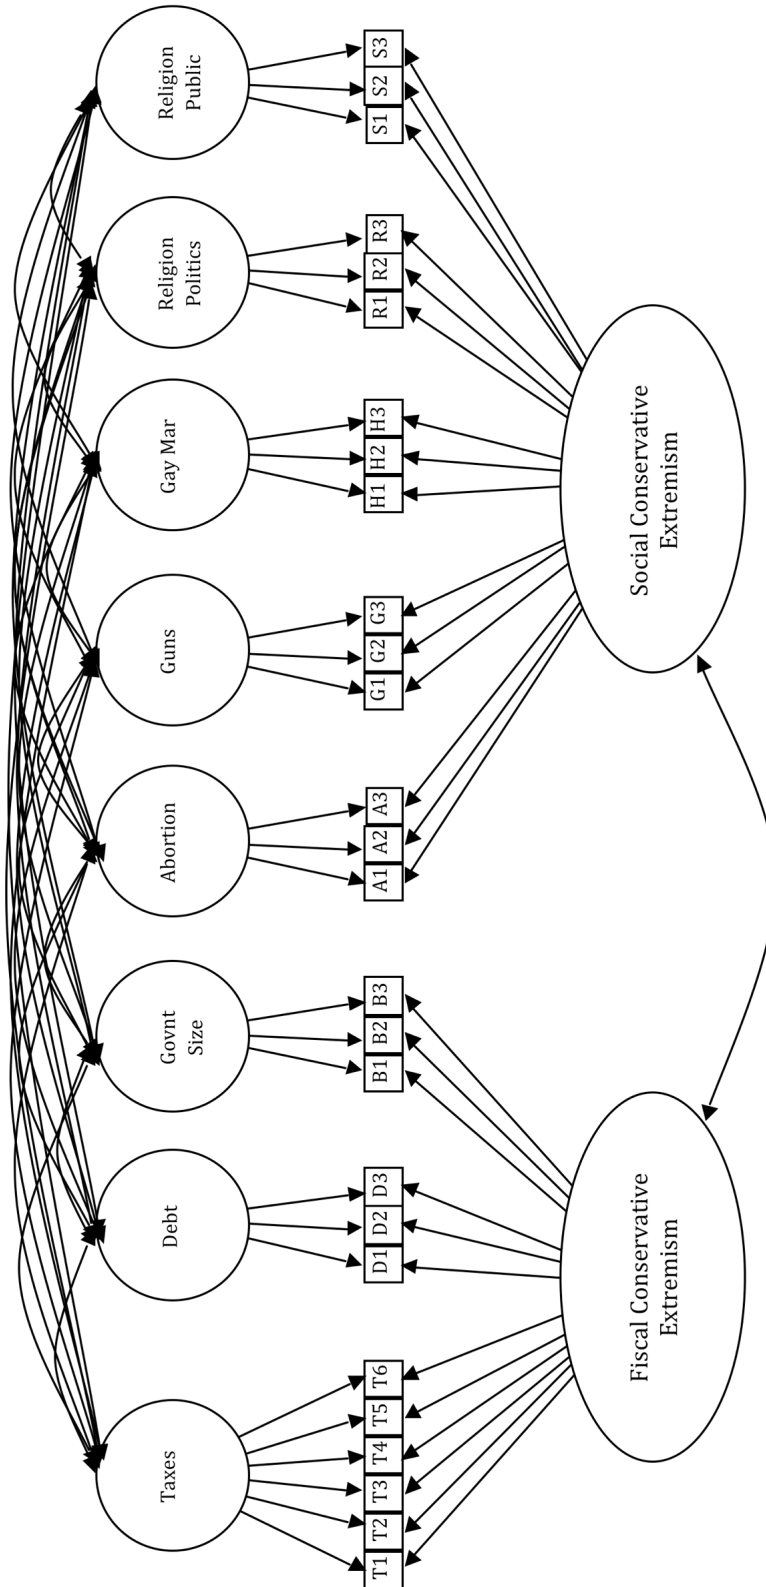 Taxes
Debt
Govnt
Size
Abortion
Guns
Gay Mar
Religion
Politics
Religion
Public
T1
T2
T3
T4
T5
T6
D1
D2
D3
B1
B2
B3
A1
A2
A3
G1
G2
G3
H1
H2
H3
R1
R2
R3
S1
S2
S3
Fiscal Conservative
Extremism
Social Conservative
Extremism